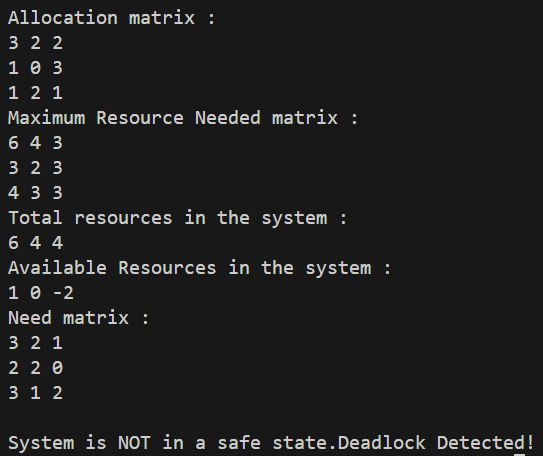 Allocation matrix :
3 2 2
1 0 3
1 2 1
Maximum Resource Needed matrix :
6 4 3
3 2 3
4 3 3
Total resources in the system :
6 4 4
Available Resources in the system :
1 0 -2
Need matrix :
3 2 1
2 2 0
3 1 2
System is NOT in a safe state.Deadlock Detected!